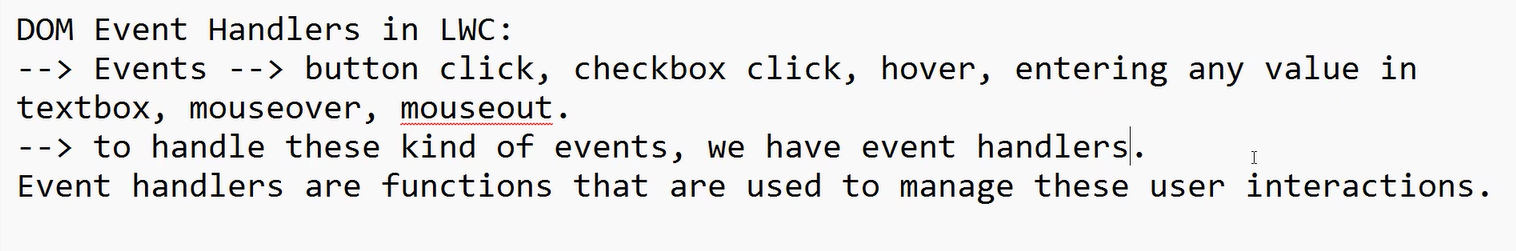 DOM Event Handlers in LWC:
--> Events --> button click, checkbox click, hover, entering any value in
textbox, mouseover, mouseout.
--> to handle these kind of events, we have event handlers.
Event handlers are functions that are used to manage these user interactions.